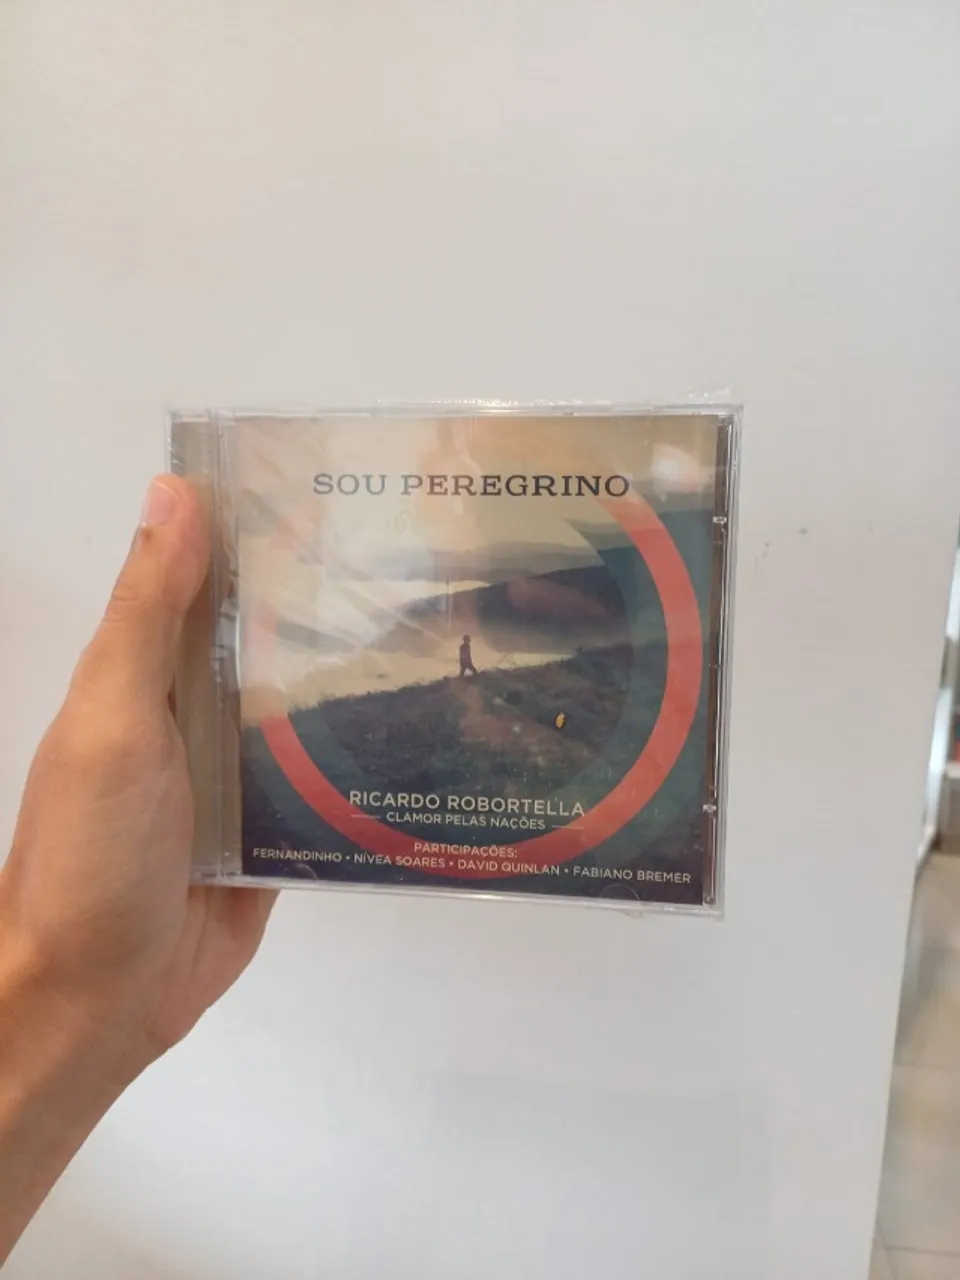 SOU PEREGRINO
RICARDO ROBORTELLA
CLAMOR PELAS NAÇÕES
PARTICIPAÇÕES:
FERNANDINHO • NÍVEA SOARES • DAVID QUINLAN • FABIANO BREMER